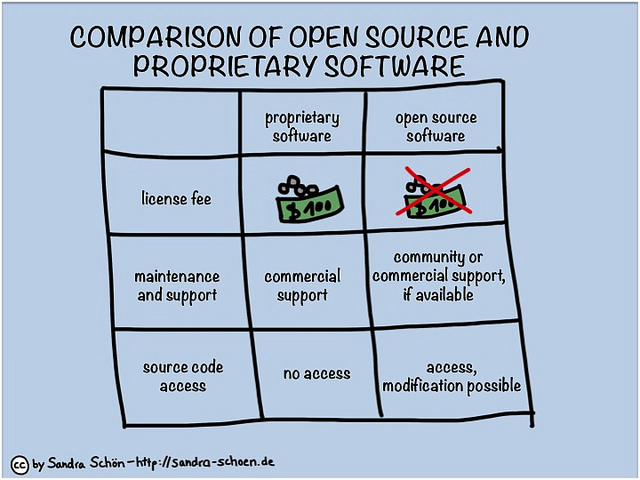 COMPARISON OF OPEN SOURCE AND
PROPRIETARY SOFTWARE
proprietary
software
open source
software
license fee
$100
$100
maintenance
and support
commercial
support
community or
commercial support,
if available
source code
access
no access
access,
modification possible
cc by Sandra Schön - http://sandra-schoen.de